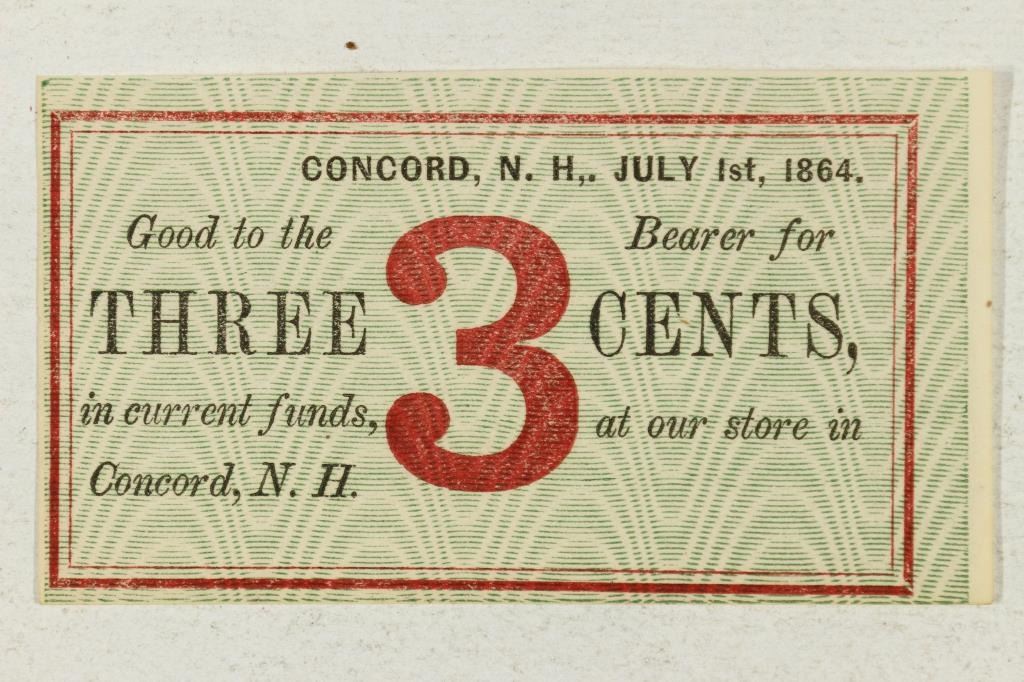 CONCORD, N. H,. JULY 1st, 1864.
Good to the 3 Bearer for
THREE CENTS,
in current funds, at our store in
Concord, N. H.